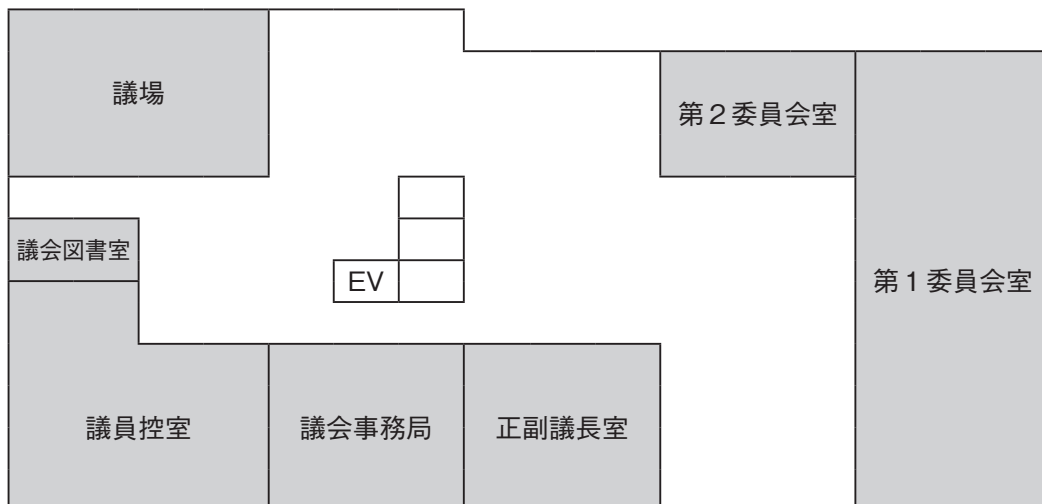 議場
第２委員会室
議会図書室
EV
第１委員会室
議員控室
議会事務局
正副議長室